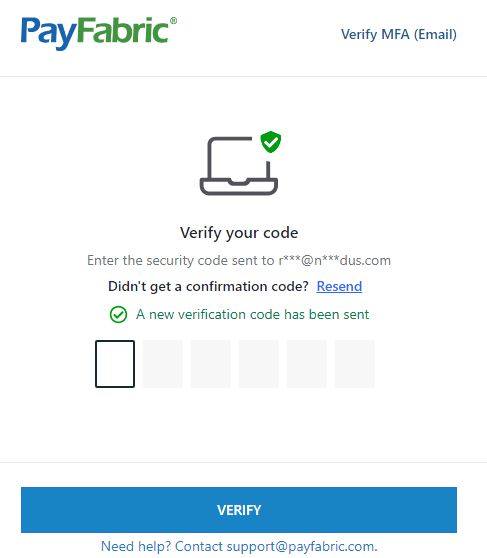 PayFabric®
Verify MFA (Email)
Verify your code
Enter the security code sent to r***@n***dus.com
Didn't get a confirmation code? Resend
A new verification code has been sent
VERIFY
Need help? Contact support@payfabric.com.